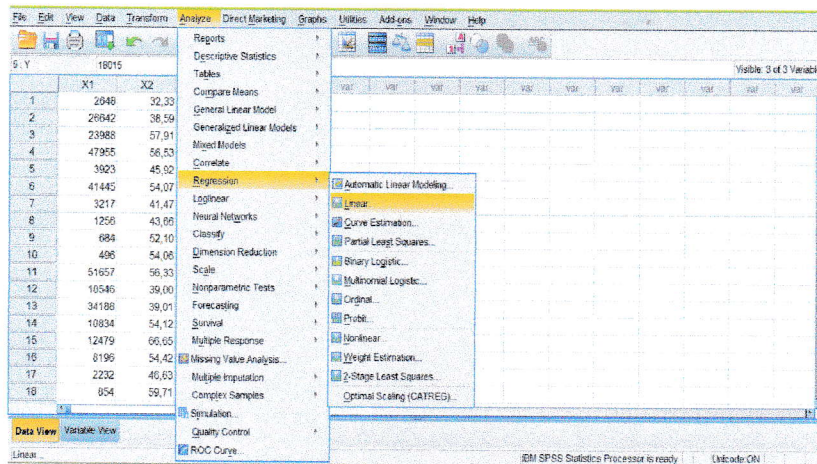 File Edit View Data Transform Analyze Direct Marketing Graphs Utilities Add-ons Window Help
5 : Y 18015 Visible: 3 of 3 Variabl
X1 X2 var var var var var var var var var var var
1 2648 32,33
2 26642 38,59
3 23988 57,91
4 47955 56,53
5 3923 45,92
6 41445 54,07
7 3217 41,47
8 1256 43,66
9 684 52,10
10 496 54,06
11 51657 56,33
12 10546 39,00
13 34188 39,01
14 10834 54,12
15 12479 66,65
16 8196 54,42
17 2232 46,63
18 854 59,71
Reports
Descriptive Statistics
Tables
Compare Means
General Linear Model
Generalized Linear Models
Mixed Models
Correlate
Regression
Loglinear
Neural Networks
Classify
Dimension Reduction
Scale
Nonparametric Tests
Forecasting
Survival
Multiple Response
Missing Value Analysis...
Multiple Imputation
Complex Samples
Simulation...
Quality Control
ROC Curve...
Automatic Linear Modeling...
Linear...
Curve Estimation...
Partial Least Squares...
Binary Logistic...
Multinomial Logistic...
Ordinal...
Probit...
Nonlinear...
Weight Estimation...
2-Stage Least Squares...
Optimal Scaling (CATREG)...
Data View Variable View
Linear... IBM SPSS Statistics Processor is ready Unicode:ON